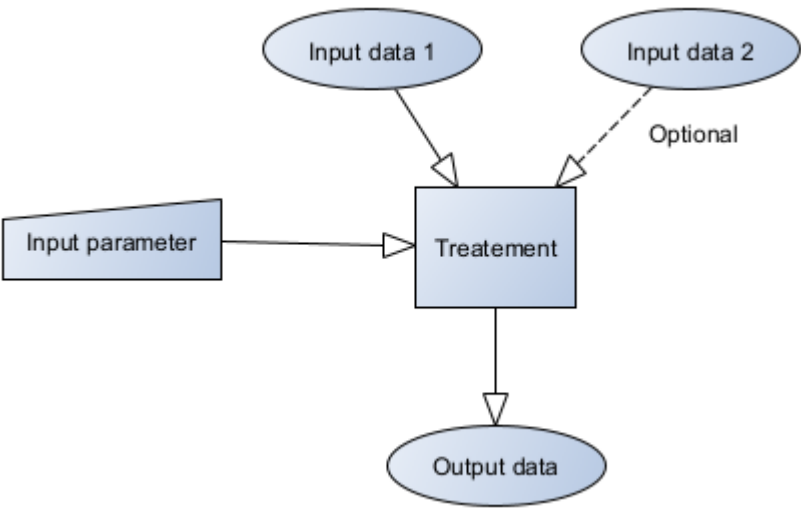 Input data 1
Input data 2
Optional
Input parameter
Treatement
Output data